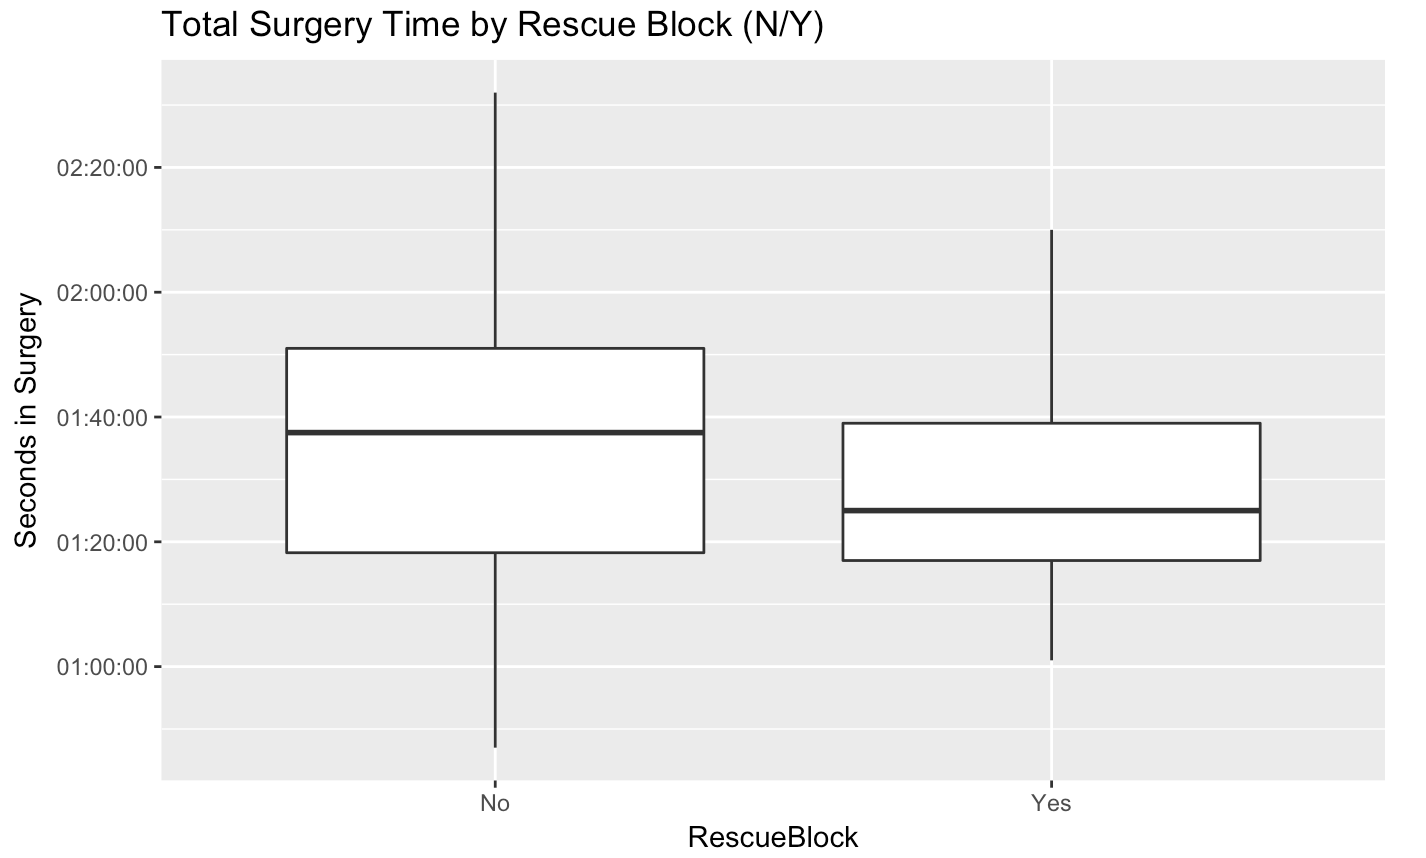 Total Surgery Time by Rescue Block (N/Y)
Seconds in Surgery
02:20:00
02:00:00
01:40:00
01:20:00
01:00:00
No
Yes
RescueBlock